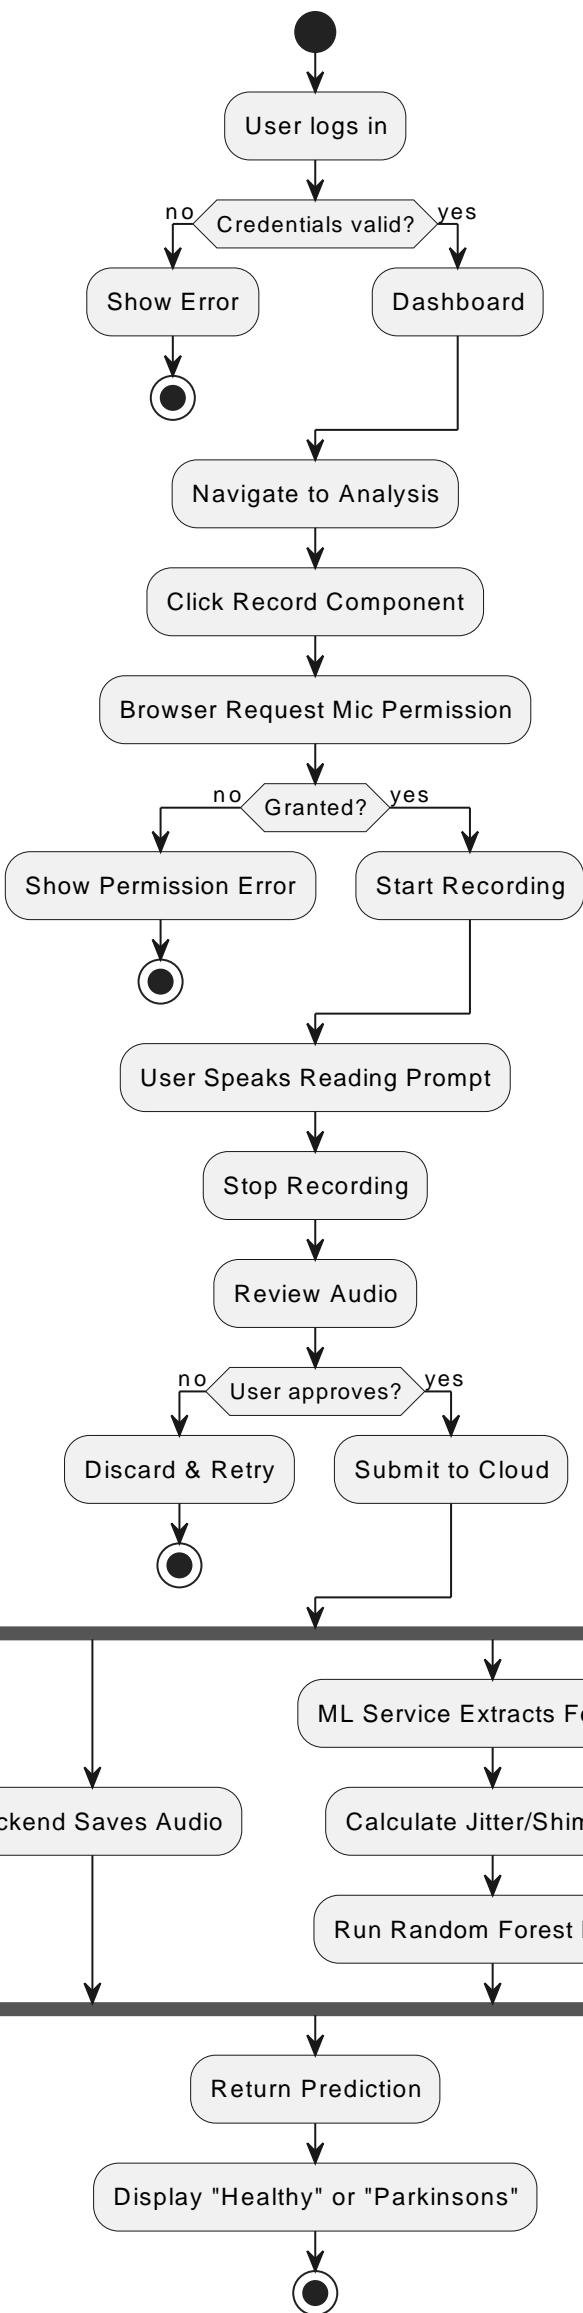 User logs in
no
Credentials valid?
yes
Show Error
Dashboard
Navigate to Analysis
Click Record Component
Browser Request Mic Permission
no
Granted?
yes
Show Permission Error
Start Recording
User Speaks Reading Prompt
Stop Recording
Review Audio
no
User approves?
yes
Discard & Retry
Submit to Cloud
ML Service Extracts
Saves Audio
Calculate
Run Random Forest
Return Prediction
Display "Healthy" or "Parkinsons"